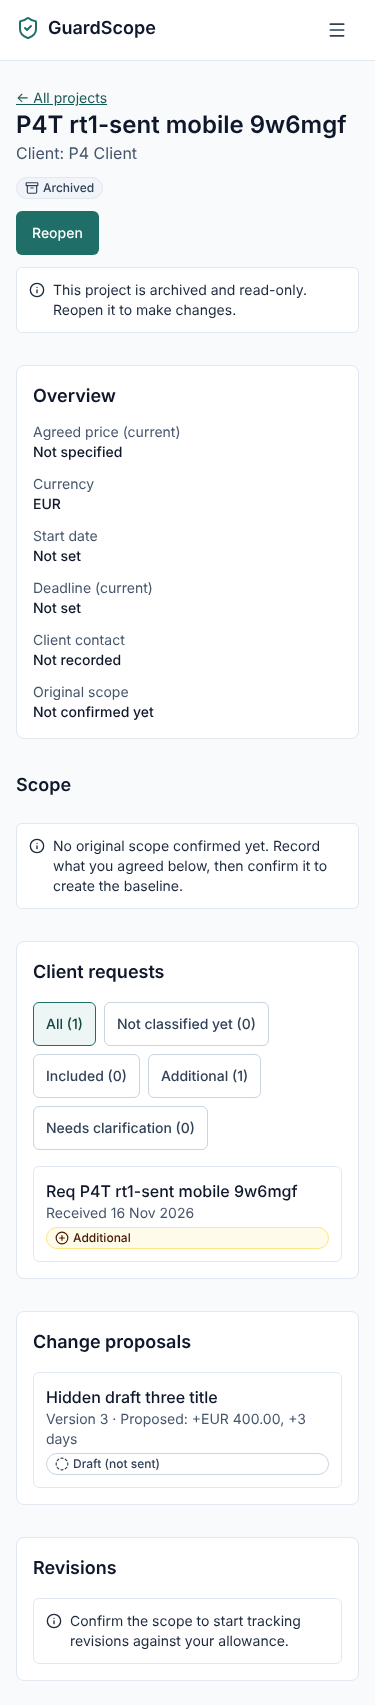 GuardScope
← All projects
P4T rt1-sent mobile 9w6mgf
Client: P4 Client
Archived
Reopen
This project is archived and read-only.
Reopen it to make changes.
Overview
Agreed price (current)
Not specified
Currency
EUR
Start date
Not set
Deadline (current)
Not set
Client contact
Not recorded
Original scope
Not confirmed yet
Scope
No original scope confirmed yet. Record
what you agreed below, then confirm it to
create the baseline.
Client requests
All (1)
Not classified yet (0)
Included (0)
Additional (1)
Needs clarification (0)
Req P4T rt1-sent mobile 9w6mgf
Received 16 Nov 2026
Additional
Change proposals
Hidden draft three title
Version 3 · Proposed: +EUR 400.00, +3
days
Draft (not sent)
Revisions
Confirm the scope to start tracking
revisions against your allowance.